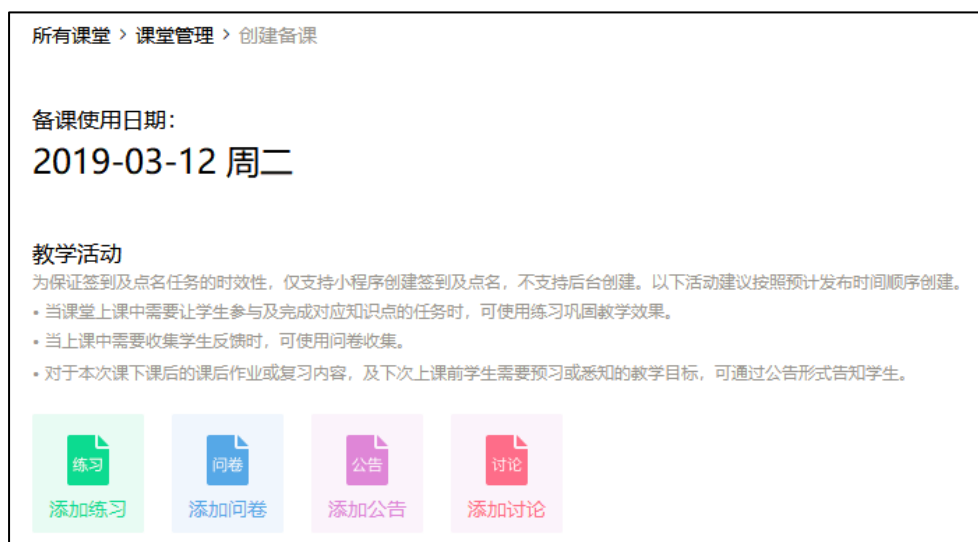 所有课堂 > 课堂管理 > 创建备课
备课使用日期：
2019-03-12 周二
教学活动
为保证签到及点名任务的时效性，仅支持小程序创建签到及点名，不支持后台创建。以下活动建议按照预计发布时间顺序创建。
• 当课堂上课中需要让学生参与及完成对应知识点的任务时，可使用练习巩固教学效果。
• 当上课中需要收集学生反馈时，可使用问卷收集。
• 对于本次课下课后的课后作业或复习内容，及下次上课前学生需要预习或悉知的教学目标，可通过公告形式告知学生。
练习 问卷 公告 讨论
添加练习 添加问卷 添加公告 添加讨论